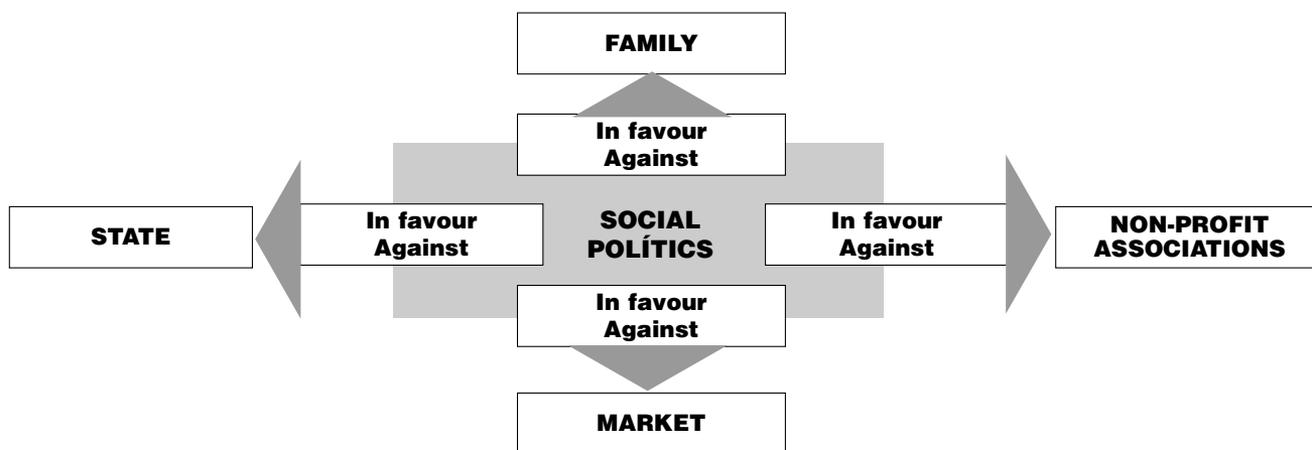 FAMILY
In favour
Against
STATE
In favour
Against
SOCIAL
POLÍTICS
In favour
Against
NON-PROFIT
ASSOCIATIONS
In favour
Against
MARKET